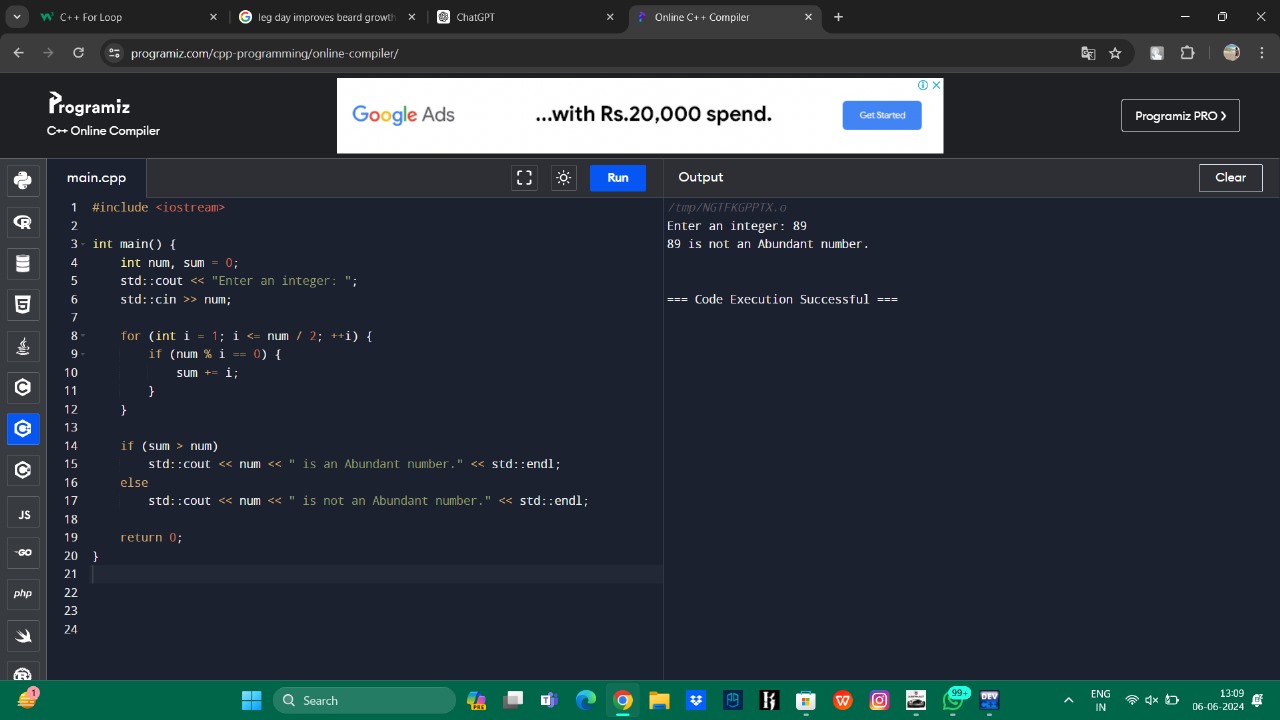 C++ For Loop
leg day improves beard growth
ChatGPT
Online C++ Compiler
programiz.com/cpp-programming/online-compiler/
Programiz
C++ Online Compiler
Google Ads
...with Rs.20,000 spend.
Get Started
Programiz PRO >
main.cpp
Run
Output
Clear
1 #include <iostream>
2
3 int main() {
4 int num, sum = 0;
5 std::cout << "Enter an integer: ";
6 std::cin >> num;
7
8 for (int i = 1; i <= num / 2; ++i) {
9 if (num % i == 0) {
10 sum += i;
11 }
12 }
13
14 if (sum > num)
15 std::cout << num << " is an Abundant number." << std::endl;
16 else
17 std::cout << num << " is not an Abundant number." << std::endl;
18
19 return 0;
20 }
21
22
23
24
/tmp/NGTFKGPPTX.o
Enter an integer: 89
89 is not an Abundant number.
=== Code Execution Successful ===
JS
GO
php
1
Search
PRE
99+
DEV
ENG
IN
13:09
06-06-2024